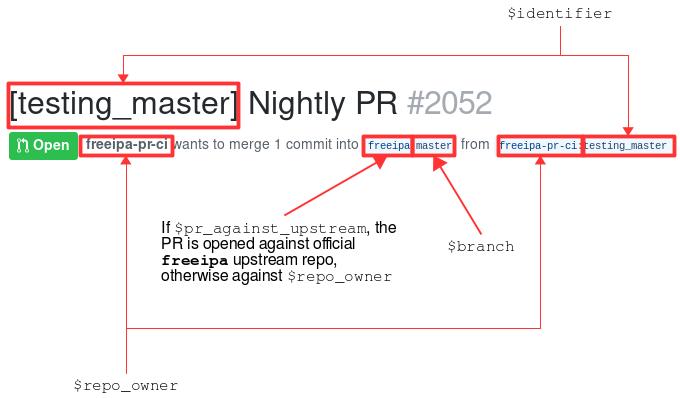 $identifier
[testing_master] Nightly PR #2052
Open freeipa-pr-ci wants to merge 1 commit into freeipa:master from freeipa-pr-ci:testing_master
If $pr_against_upstream, the
PR is opened against official
freeipa upstream repo,
otherwise against $repo_owner
$branch
$repo_owner